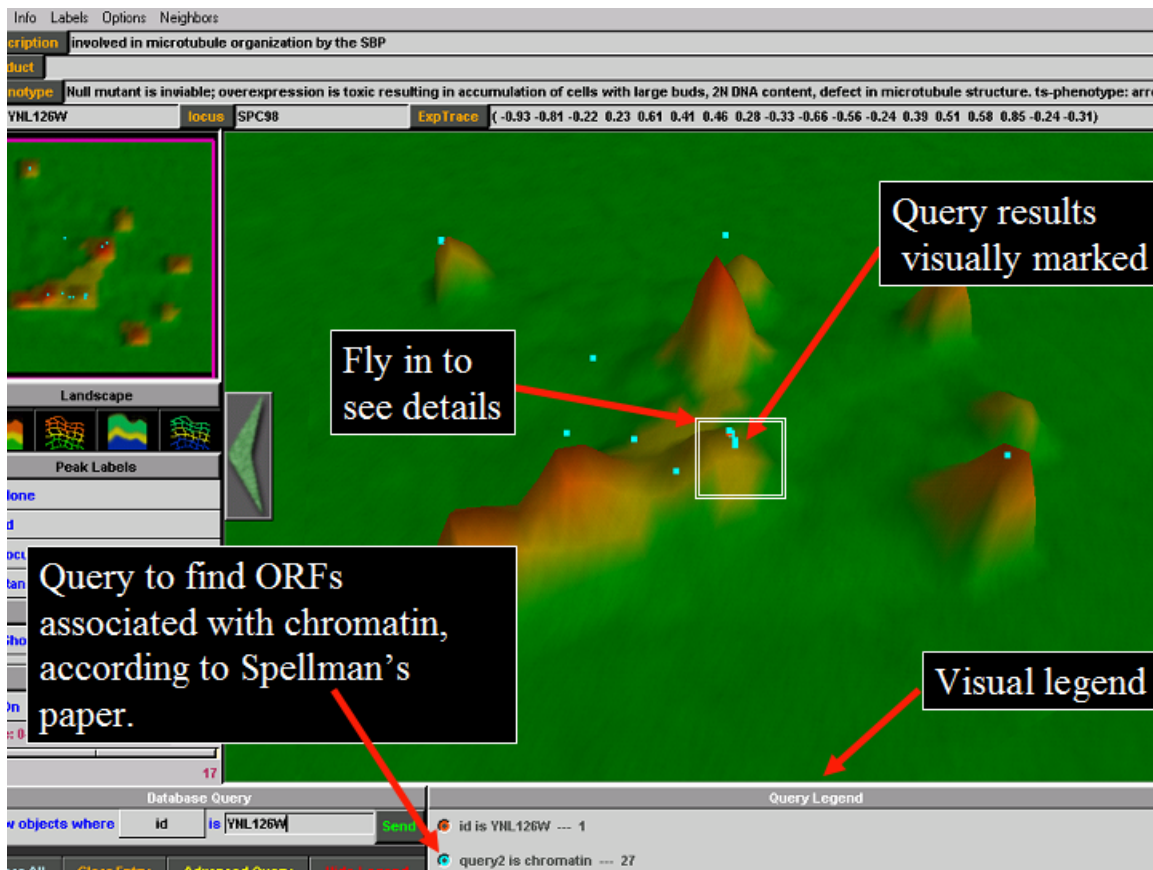 Info Labels Options Neighbors
cription involved in microtubule organization by the SBP
duct
notype Null mutant is inviable; overexpression is toxic resulting in accumulation of cells with large buds, 2N DNA content, defect in microtubule structure. ts-phenotype: arre
YNL126W locus SPC98 ExpTrace ( -0.93 -0.81 -0.22 0.23 0.61 0.41 0.46 0.28 -0.33 -0.66 -0.56 -0.24 0.39 0.51 0.58 0.85 -0.24 -0.31)
Query results
visually marked
Fly in to
see details
Landscape
Peak Labels
lone
d
ocu
tan
Query to find ORFs
associated with chromatin,
according to Spellman's
paper.
Sho
On
e: 0
17
Visual legend
Database Query
w objects where id is YNL126W Send
Query Legend
id is YNL126W --- 1
query2 is chromatin --- 27